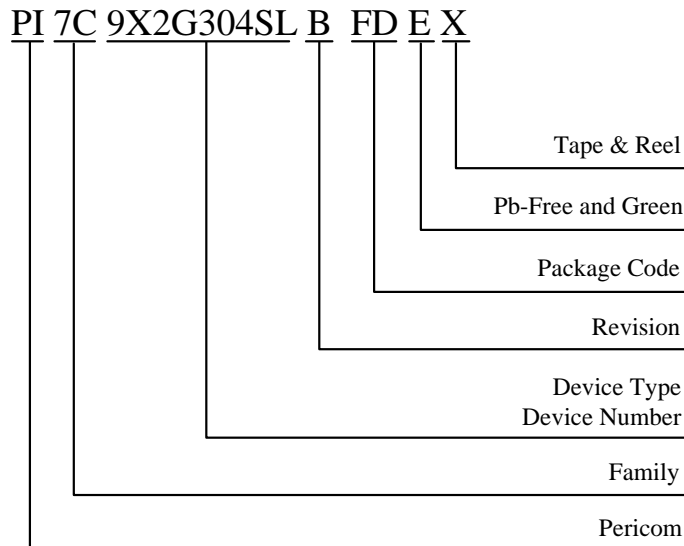 PI 7C 9X2G304SL B FD E X
Tape & Reel
Pb-Free and Green
Package Code
Revision
Device Type
Device Number
Family
Pericom